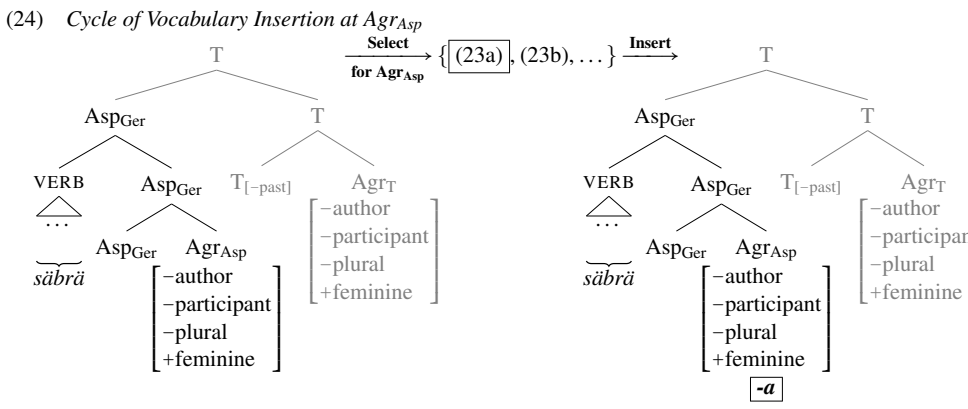 (24) Cycle of Vocabulary Insertion at Agr_Asp
T Select for Agr_Asp { (23a) , (23b), … } Insert T
Asp_Ger T Asp_Ger T
VERB Asp_Ger T_[−past] Agr_T VERB Asp_Ger T_[−past] Agr_T
… … 
säbrä Asp_Ger Agr_Asp säbrä Asp_Ger Agr_Asp
−author −author
−participant
−plural −plural
+feminine +feminine
−author −author
−participant −participant
−plural −plural
+feminine +feminine
-a